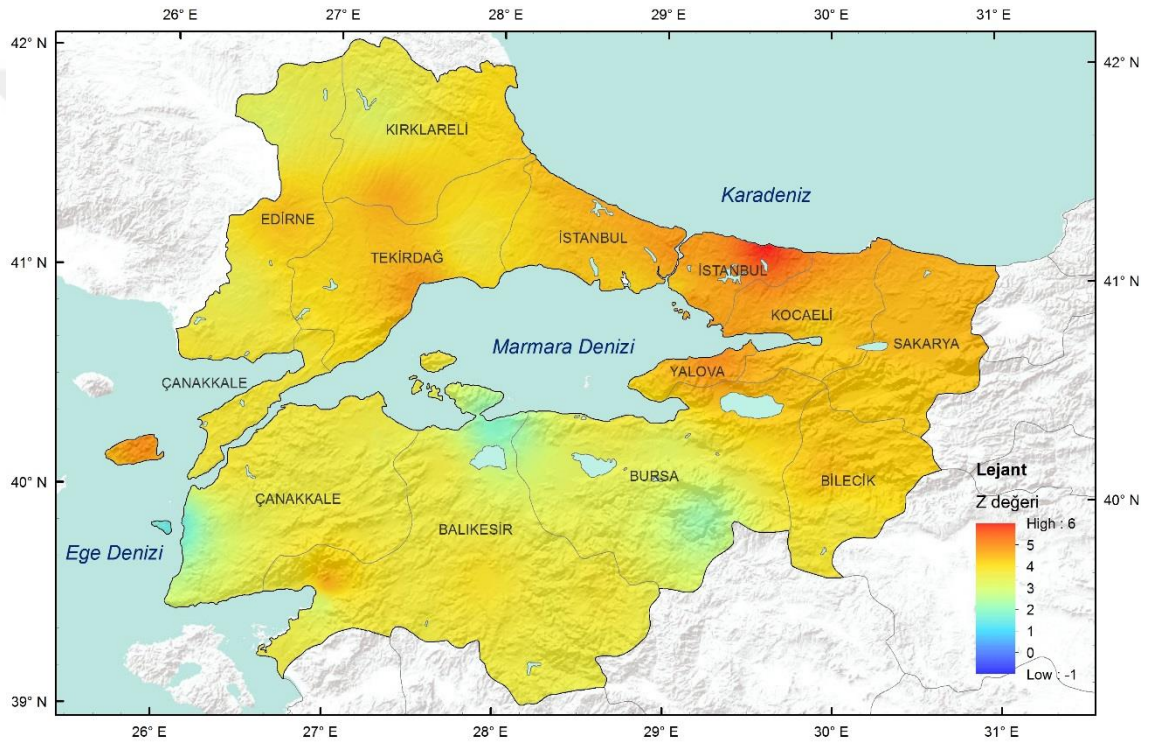 26° E 27° E 28° E 29° E 30° E 31° E
42° N
42° N
KIRKLARELİ
Karadeniz
EDİRNE
İSTANBUL
TEKİRDAĞ
41° N
İSTANBUL
41° N
KOCAELİ
Marmara Denizi
SAKARYA
YALOVA
ÇANAKKALE
40° N
Lejant
BURSA
BİLECİK
ÇANAKKALE
Z değeri
40° N
High : 6
BALIKESİR
5
Ege Denizi
4
3
2
1
0
Low : -1
39° N
39° N
26° E 27° E 28° E 29° E 30° E 31° E